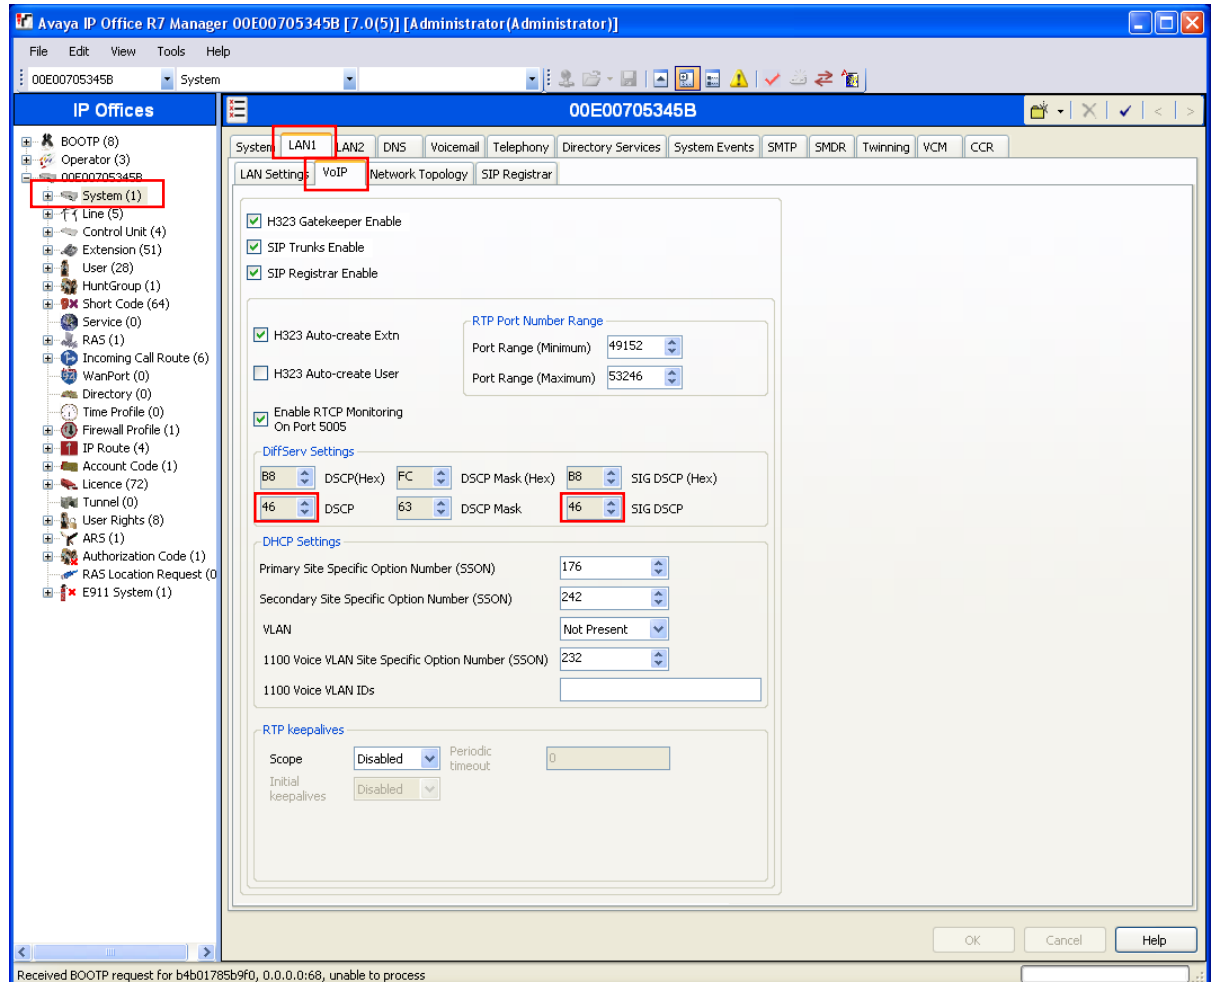 Avaya IP Office R7 Manager 00E00705345B [7.0(5)] [Administrator(Administrator)]
File Edit View Tools Help
00E00705345B System
IP Offices
00E00705345B
BOOTP (8)
Operator (3)
00E00705345B
System (1)
Line (5)
Control Unit (4)
Extension (51)
User (28)
HuntGroup (1)
Short Code (64)
Service (0)
RAS (1)
Incoming Call Route (6)
WanPort (0)
Directory (0)
Time Profile (0)
Firewall Profile (1)
IP Route (4)
Account Code (1)
Licence (72)
Tunnel (0)
User Rights (8)
ARS (1)
Authorization Code (1)
RAS Location Request (0
E911 System (1)
System LAN1 LAN2 DNS Voicemail Telephony Directory Services System Events SMTP SMDR Twinning VCM CCR
LAN Settings VoIP Network Topology SIP Registrar
H323 Gatekeeper Enable
SIP Trunks Enable
SIP Registrar Enable
RTP Port Number Range
H323 Auto-create Extn
Port Range (Minimum) 49152
H323 Auto-create User
Port Range (Maximum) 53246
Enable RTCP Monitoring
On Port 5005
DiffServ Settings
B8 DSCP(Hex) FC DSCP Mask (Hex) B8 SIG DSCP (Hex)
46 DSCP 63 DSCP Mask 46 SIG DSCP
DHCP Settings
Primary Site Specific Option Number (SSON) 176
Secondary Site Specific Option Number (SSON) 242
VLAN Not Present
1100 Voice VLAN Site Specific Option Number (SSON) 232
1100 Voice VLAN IDs
RTP keepalives
Scope Disabled Periodic timeout 0
Initial keepalives Disabled
OK Cancel Help
Received BOOTP request for b4b01785b9f0, 0.0.0.0:68, unable to process